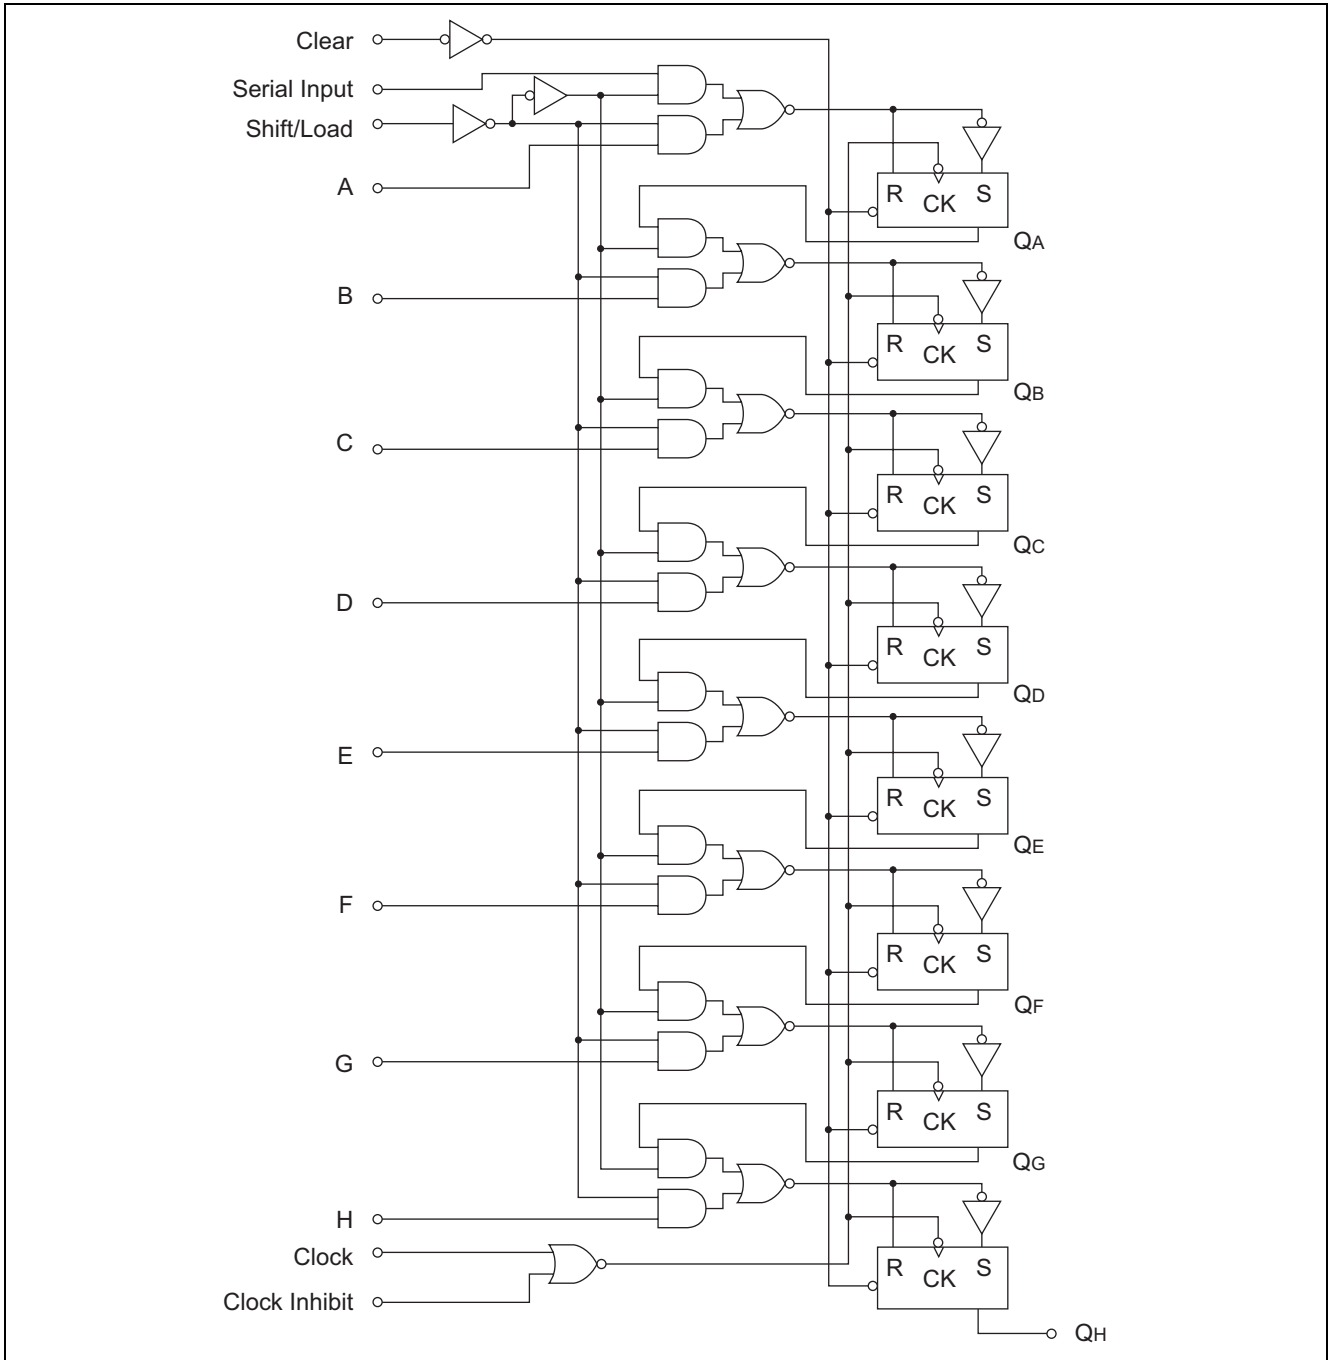 Clear
Serial Input
Shift/Load
A
R CK S
QA
B
R CK S
QB
C
R CK S
QC
D
R CK S
QD
E
R CK S
QE
F
R CK S
QF
G
R CK S
QG
H
Clock
R CK S
Clock Inhibit
QH